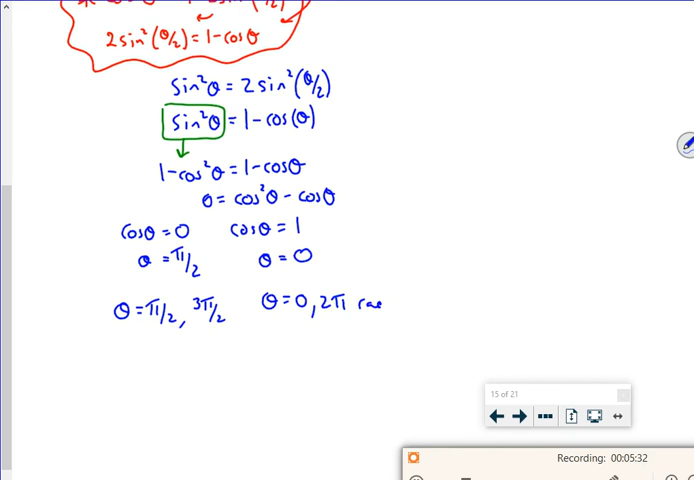 2sin²(θ/2) = 1 - cosθ
sin²θ = 2sin²(θ/2)
sin²θ = 1 - cos(θ)
1 - cos²θ = 1 - cosθ
0 = cos²θ - cosθ
cosθ = 0 cosθ = 1
θ = π/2 θ = 0
θ = π/2, 3π/2 θ = 0, 2π
15 of 21
Recording: 00:05:32